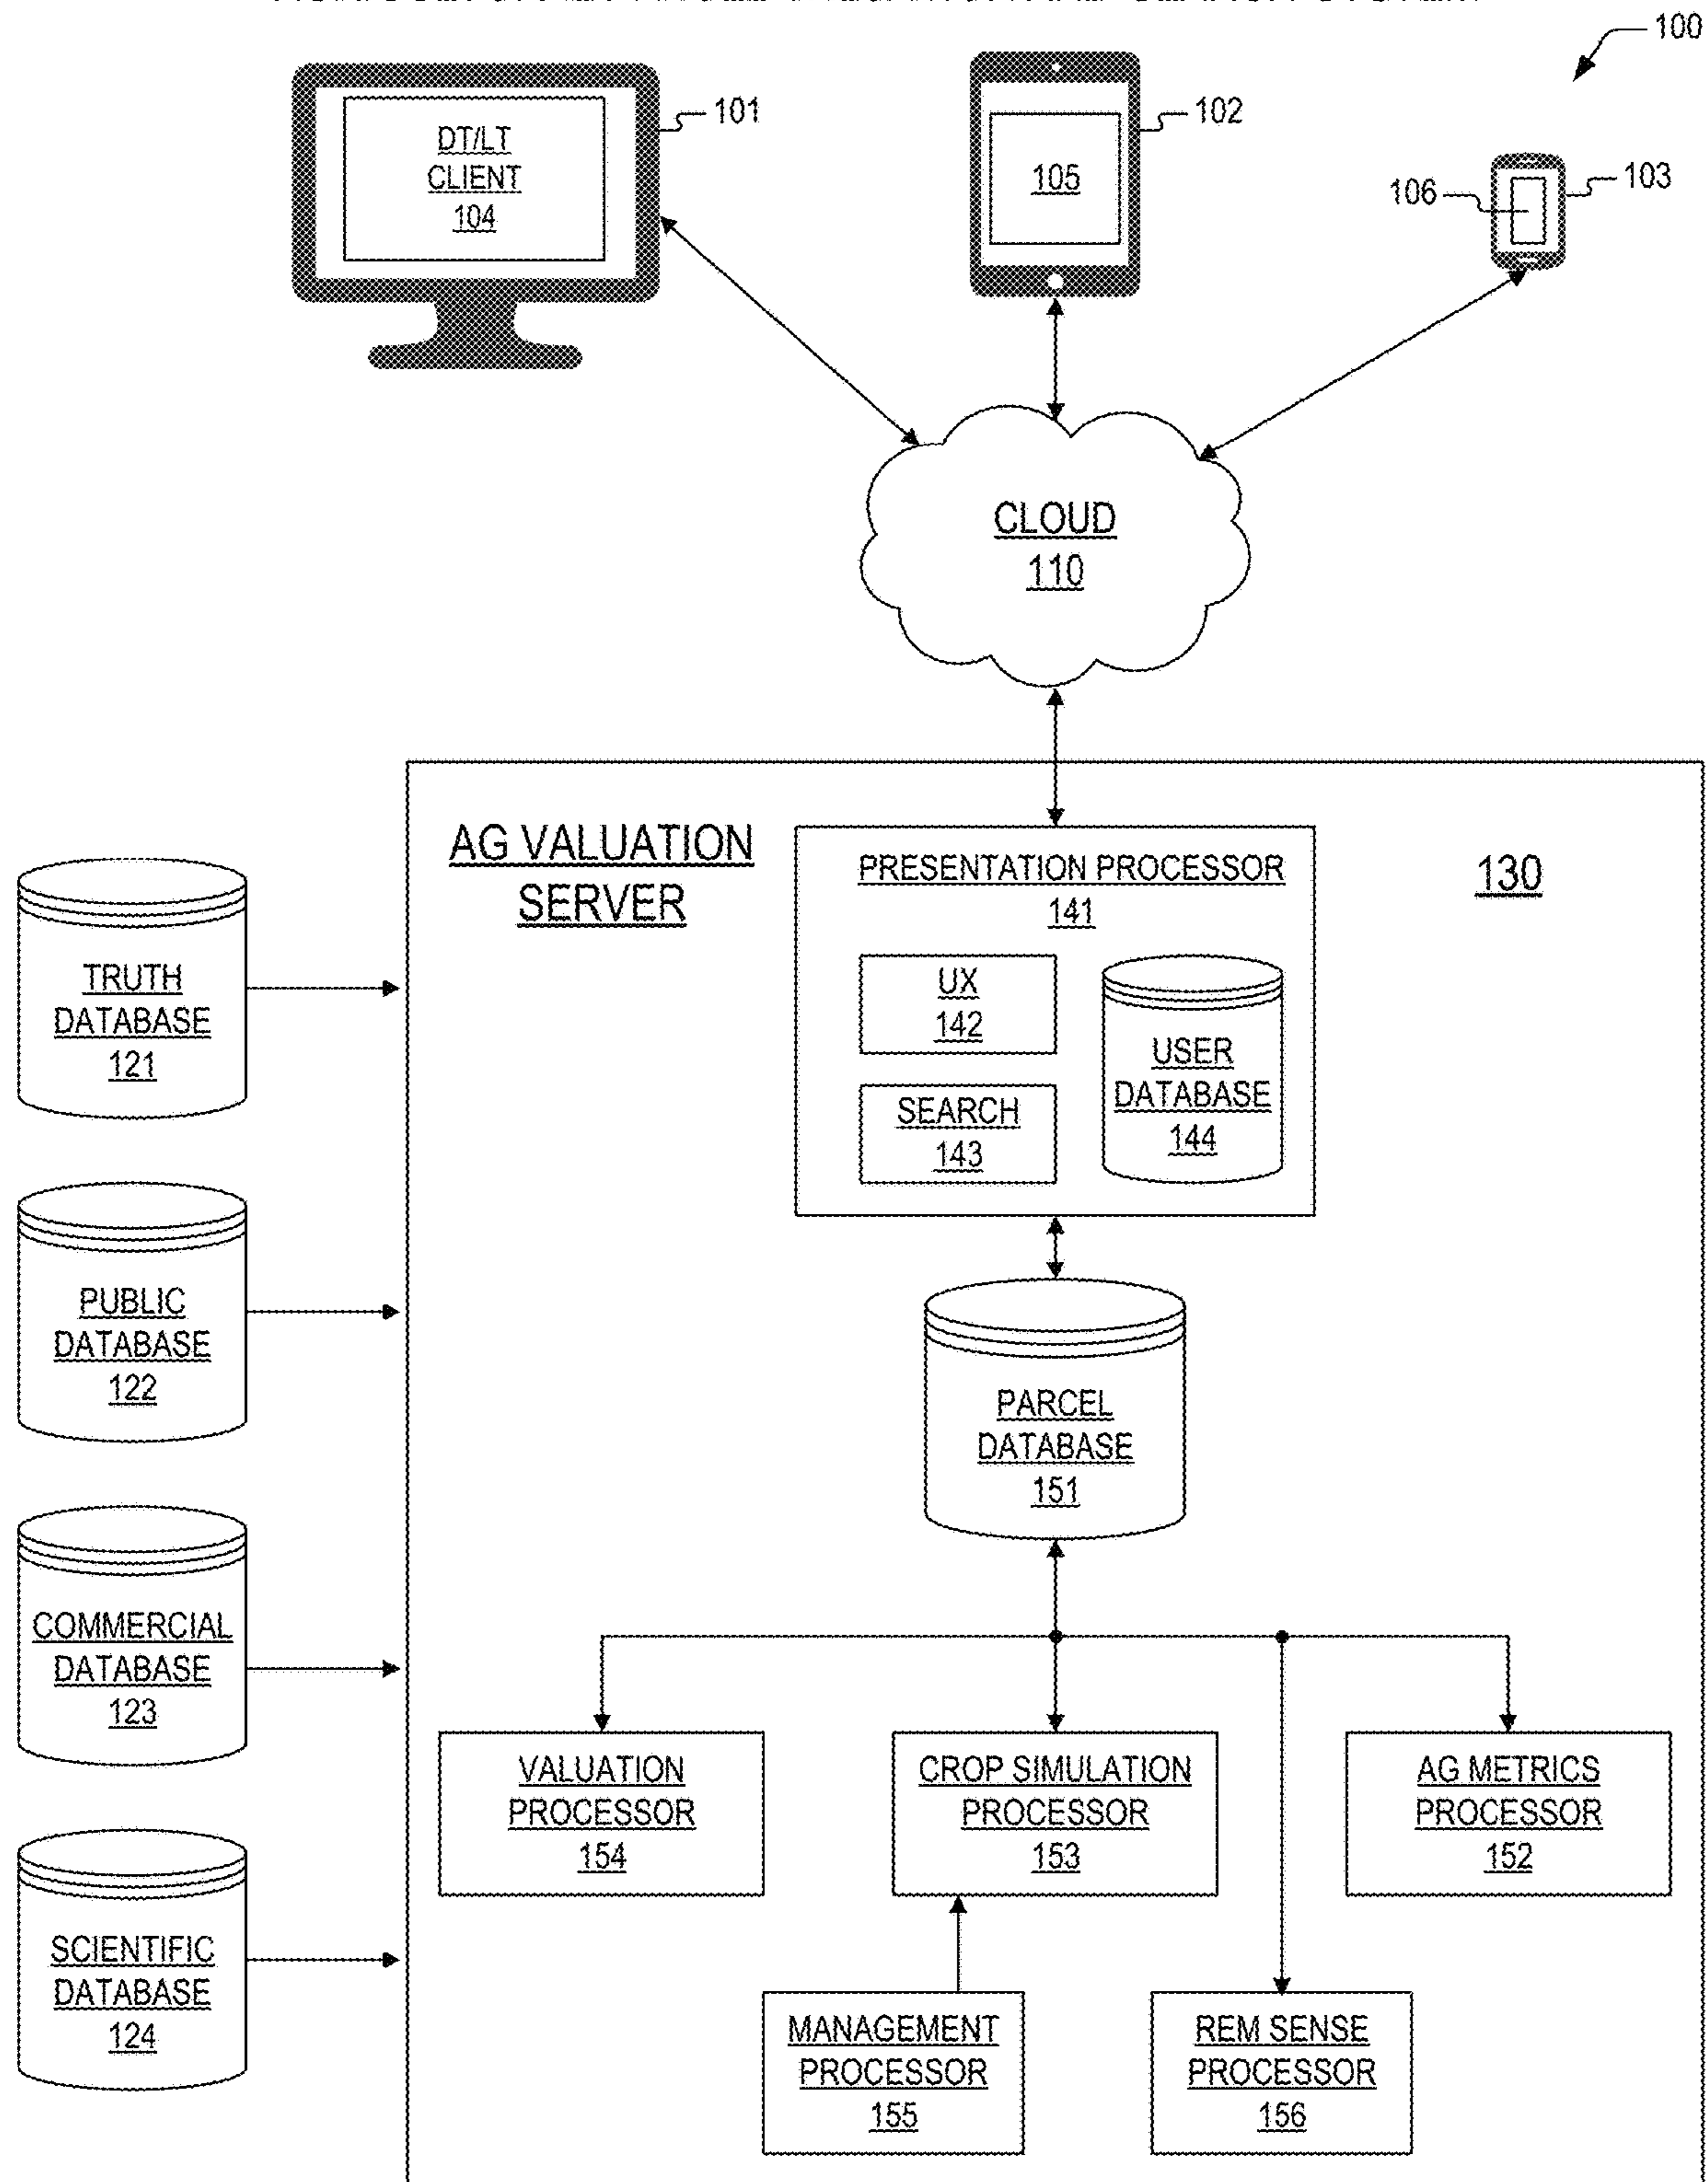 100
101
102
103
DT/LT
CLIENT
104
105
106
CLOUD
110
AG VALUATION
SERVER
130
PRESENTATION PROCESSOR
141
UX
142
SEARCH
143
USER
DATABASE
144
TRUTH
DATABASE
121
PUBLIC
DATABASE
122
COMMERCIAL
DATABASE
123
SCIENTIFIC
DATABASE
124
PARCEL
DATABASE
151
VALUATION
PROCESSOR
154
CROP SIMULATION
PROCESSOR
153
AG METRICS
PROCESSOR
152
MANAGEMENT
PROCESSOR
155
REM SENSE
PROCESSOR
156